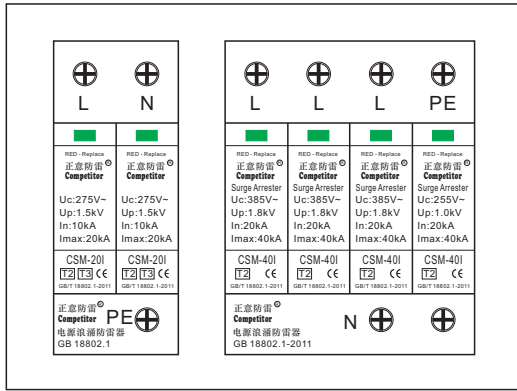 L N
RED - Replace RED - Replace
正意防雷® 正意防雷®
Competitor Competitor
Uc:275V~ Uc:275V~
Up:1.5kV Up:1.5kV
In:10kA In:10kA
Imax:20kA Imax:20kA
CSM-20I CSM-20I
T2 T3 CE T2 T3 CE
GB/T 18802.1-2011 GB/T 18802.1-2011
正意防雷®
Competitor PE
电源浪涌防雷器
GB 18802.1
L L L PE
RED - Replace RED - Replace RED - Replace RED - Replace
正意防雷® 正意防雷® 正意防雷® 正意防雷®
Competitor Competitor Competitor Competitor
Surge Arrester Surge Arrester Surge Arrester Surge Arrester
Uc:385V~ Uc:385V~ Uc:385V~ Uc:255V~
Up:1.8kV Up:1.8kV Up:1.8kV Up:1.0kV
In:20kA In:20kA In:20kA In:20kA
Imax:40kA Imax:40kA Imax:40kA Imax:40kA
CSM-40I CSM-40I CSM-40I CSM-40I
T2 CE T2 CE T2 CE T2 CE
GB/T 18802.1-2011 GB/T 18802.1-2011 GB/T 18802.1-2011 GB/T 18802.1-2011
正意防雷®
Competitor N
电源浪涌防雷器
GB 18802.1-2011